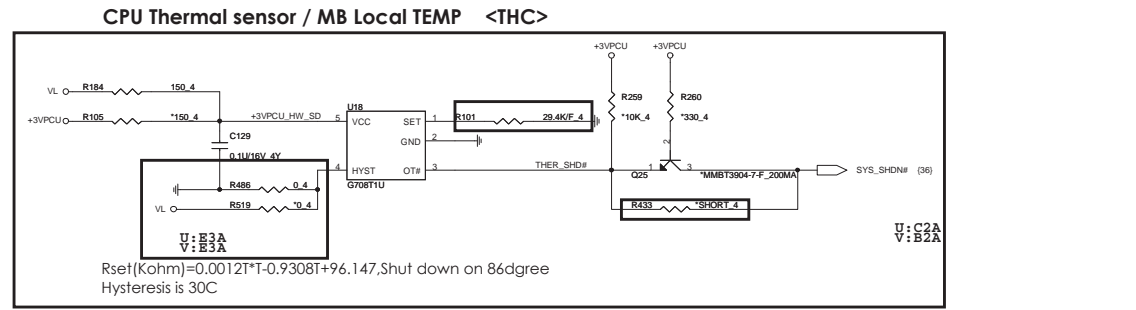 CPU Thermal sensor / MB Local TEMP <THC>
+3VPCU +3VPCU
VL R184 150_4
R259 R260
*10K_4 *330_4
+3VPCU R105 *150_4 +3VPCU_HW_SD 5 U18 VCC SET 1 R101 29.4K/F_4
C129
0.1U/16V_4Y
GND 2
2
4 HYST OT# 3 THER_SHD# 1 3 SYS_SHDN# {36}
G708T1U
Q25 *MMBT3904-7-F_200MA
R486 0_4
VL R519 *0_4
R433 *SHORT_4
U:E3A
V:E3A
U:C2A
V:B2A
Rset(Kohm)=0.0012T*T-0.9308T+96.147,Shut down on 86dgree
Hysteresis is 30C